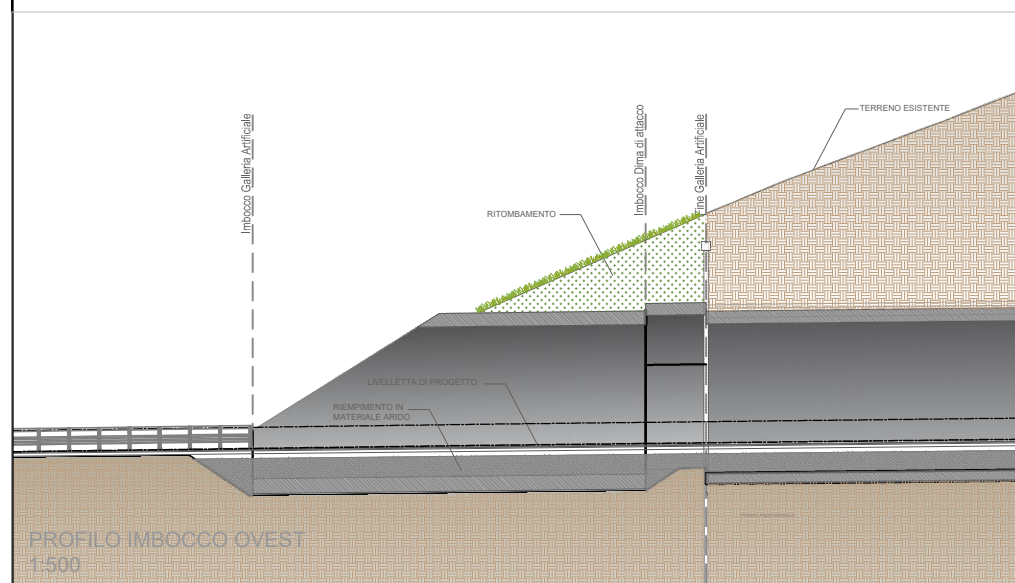 Imbocco Galleria Artificiale
Imbocco Dima di attacco
Fine Galleria Artificiale
TERRENO ESISTENTE
RITOMBAMENTO
LIVELLETTA DI PROGETTO
RIEMPIMENTO IN
MATERIALE ARIDO
PROFILO IMBOCCO OVEST
1:500